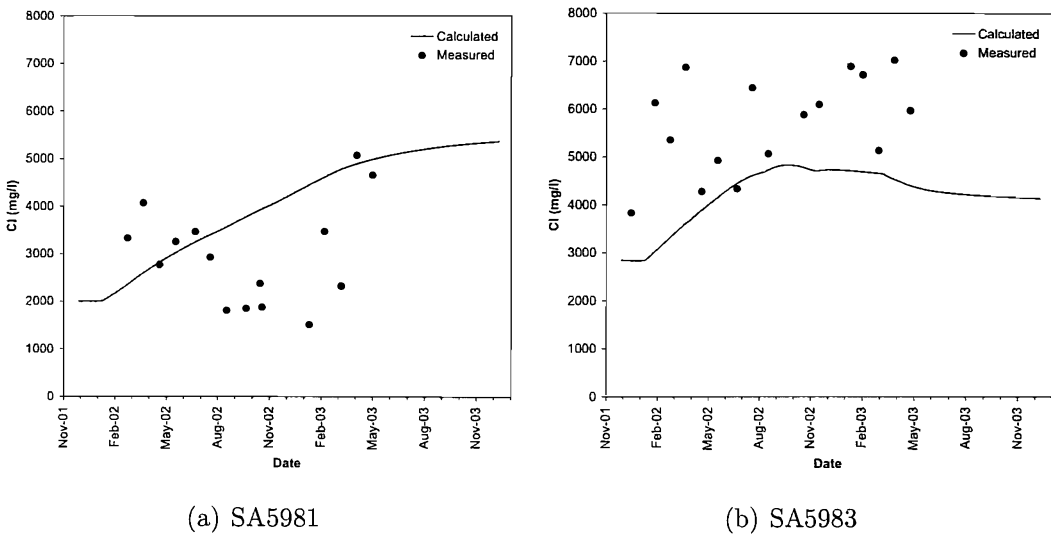 8000
7000
6000
5000
4000
3000
2000
1000
0
Cl (mg/l)
Calculated
Measured
Nov-01
Feb-02
May-02
Aug-02
Nov-02
Feb-03
May-03
Aug-03
Nov-03
Date
(a) SA5981
8000
7000
6000
5000
4000
3000
2000
1000
0
Cl (mg/l)
Calculated
Measured
Nov-01
Feb-02
May-02
Aug-02
Nov-02
Feb-03
May-03
Aug-03
Nov-03
Date
(b) SA5983